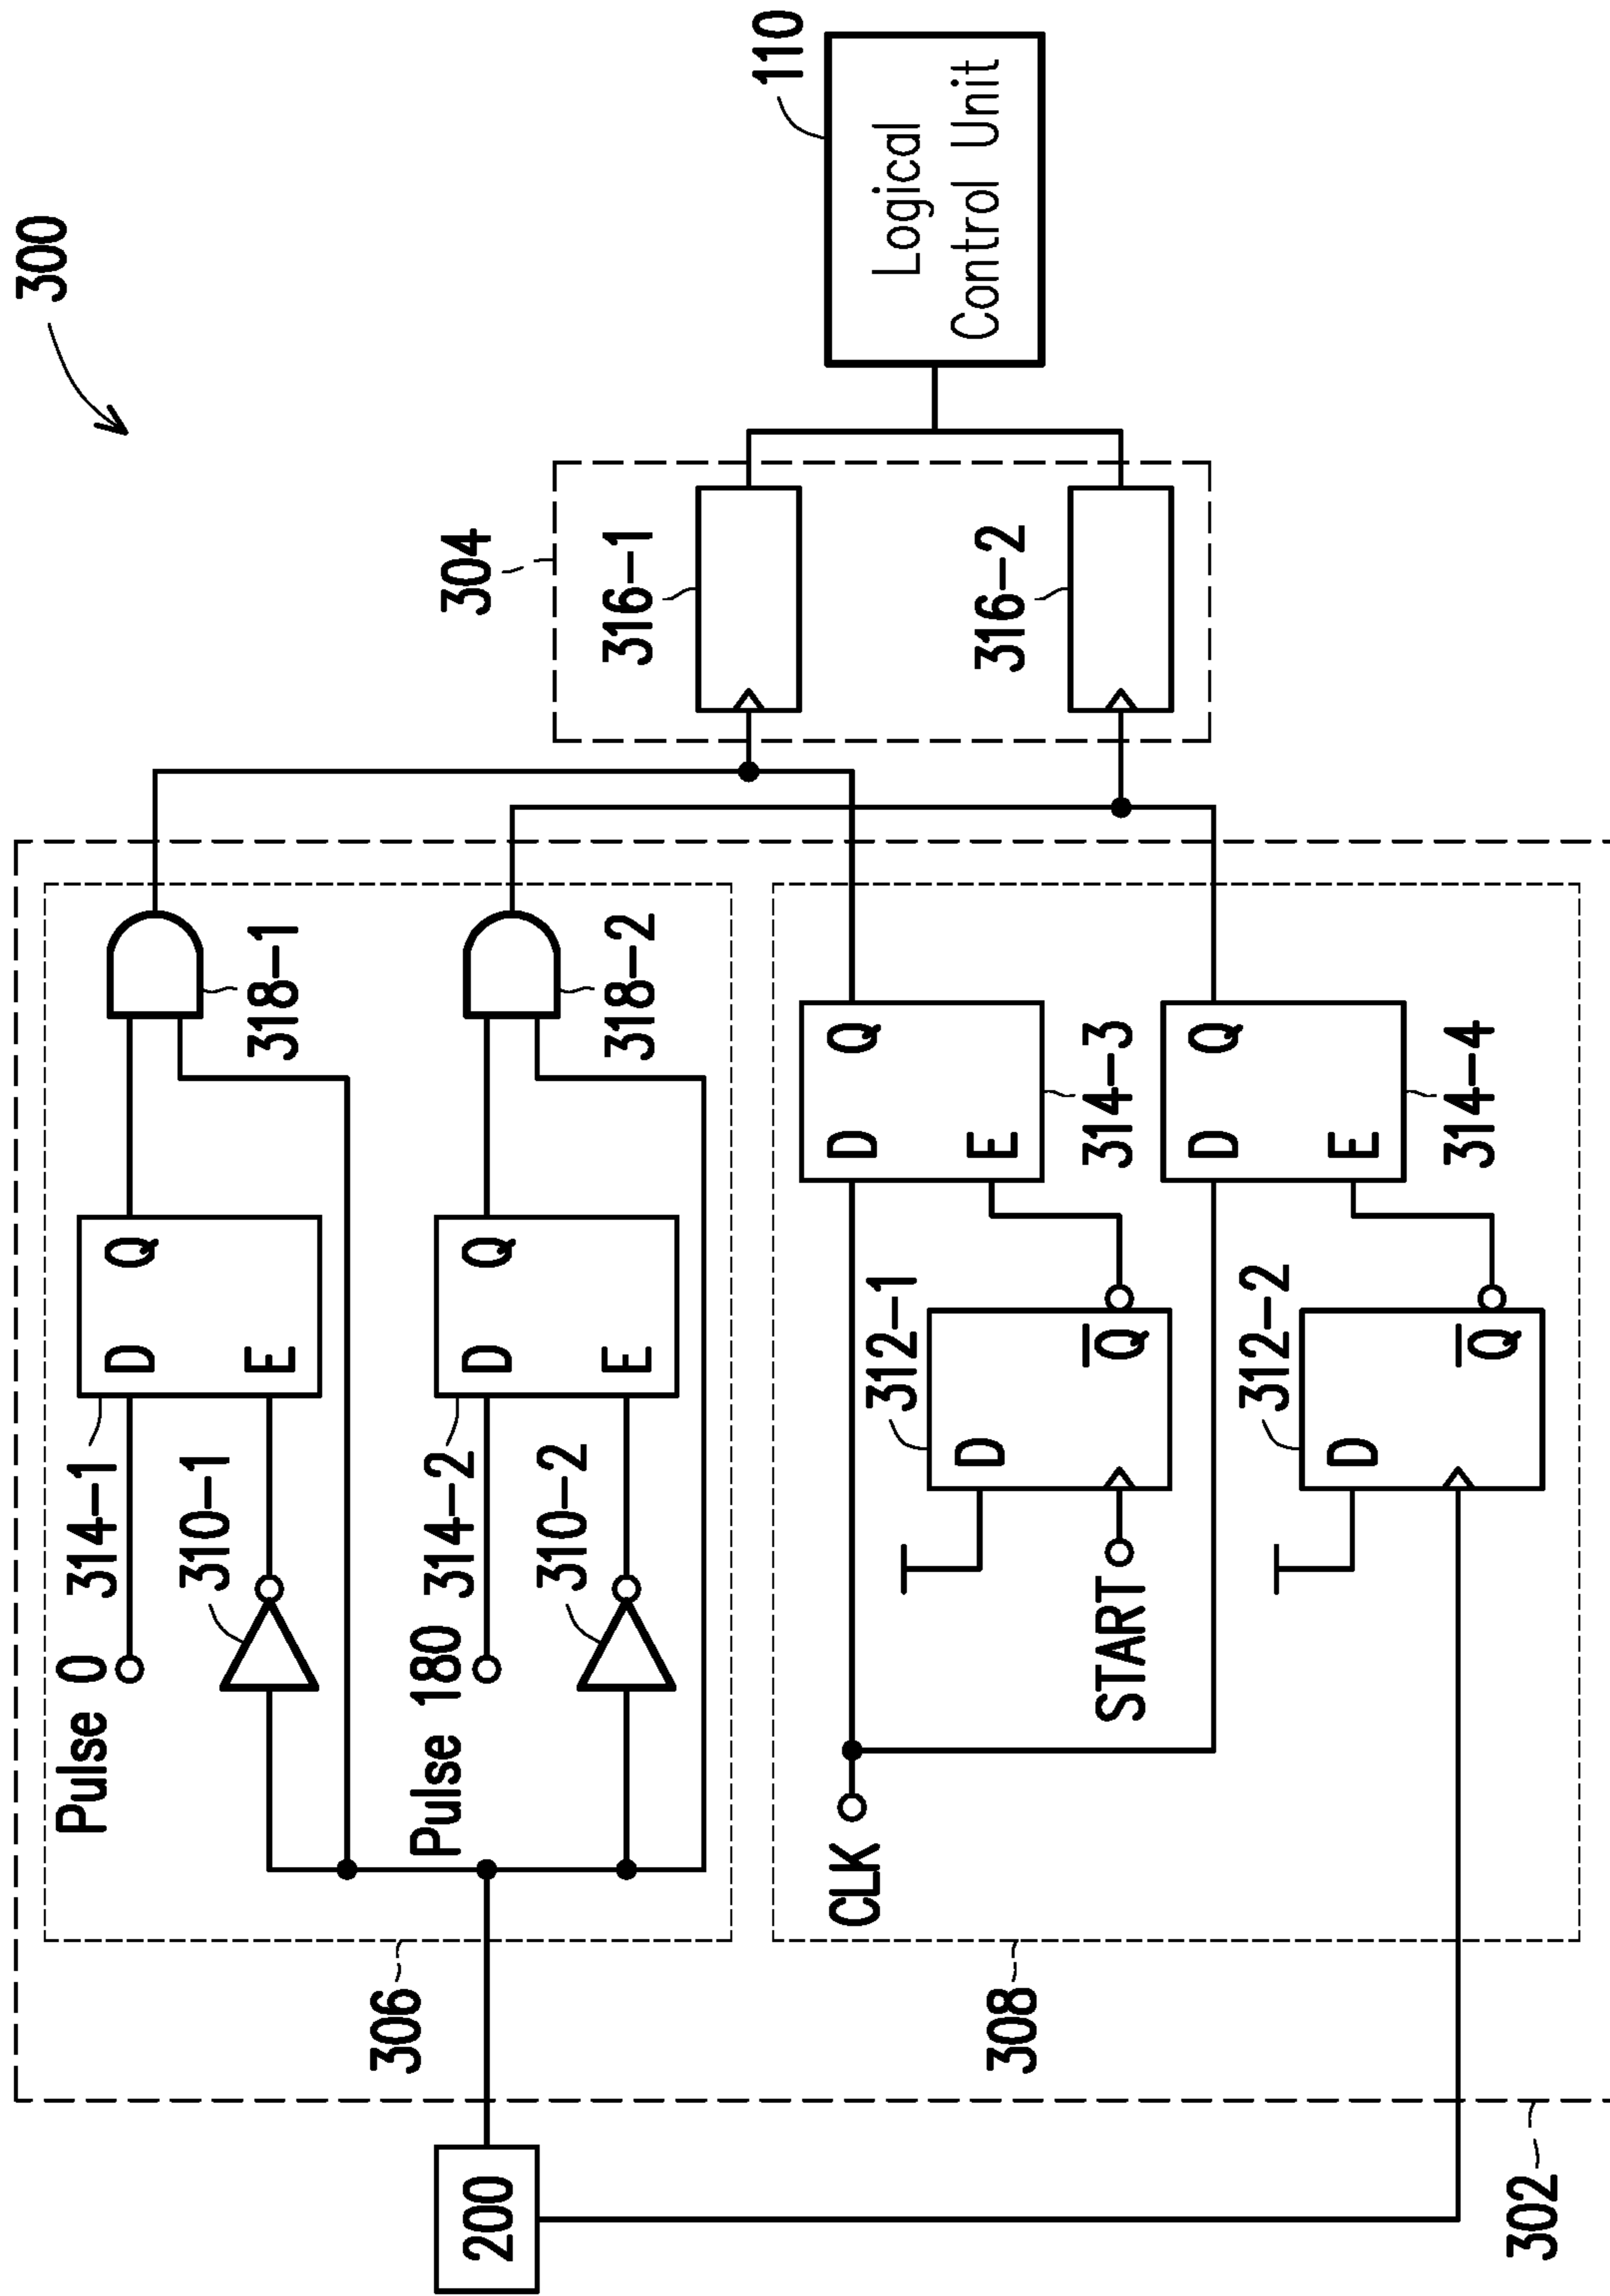 300
Pulse 0
314-1
D
Q
E
310-1
318-1
Pulse 180
314-2
D
Q
E
310-2
318-2
306
200
304
316-1
316-2
110
Logical
Control Unit
CLK
D
Q
E
314-3
312-1
D
Q̅
START
D
Q
E
314-4
312-2
D
Q̅
308
302